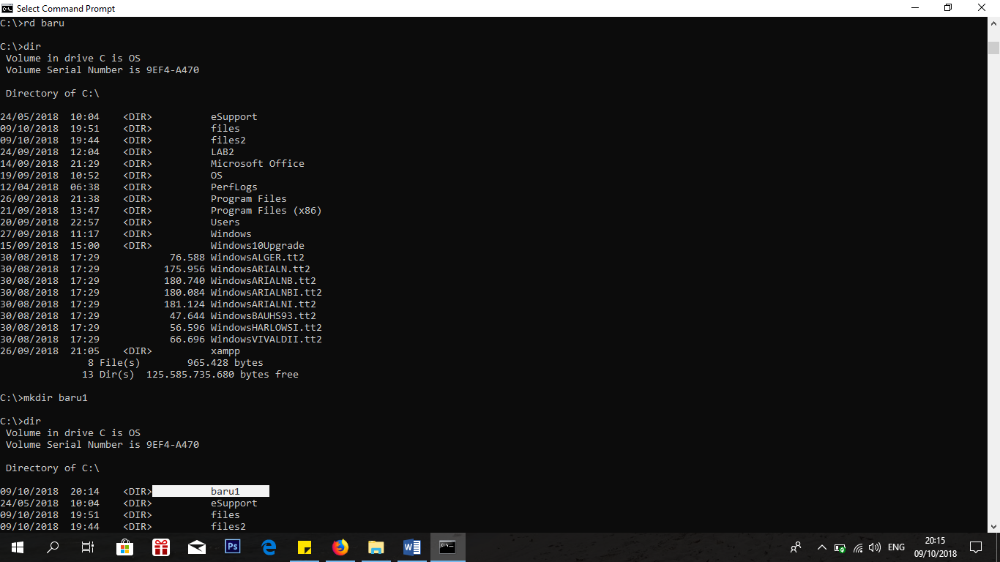 Select Command Prompt
C:\>rd baru
C:\>dir
 Volume in drive C is OS
 Volume Serial Number is 9EF4-A470
 Directory of C:\
24/05/2018  10:04    <DIR>          eSupport
09/10/2018  19:51    <DIR>          files
09/10/2018  19:44    <DIR>          files2
24/09/2018  12:04    <DIR>          LAB2
14/09/2018  21:29    <DIR>          Microsoft Office
19/09/2018  10:52    <DIR>          OS
12/04/2018  06:38    <DIR>          PerfLogs
26/09/2018  21:38    <DIR>          Program Files
21/09/2018  13:47    <DIR>          Program Files (x86)
20/09/2018  22:57    <DIR>          Users
27/09/2018  11:17    <DIR>          Windows
15/09/2018  15:00    <DIR>          Windows10Upgrade
30/08/2018  17:29            76.588 WindowsALGER.tt2
30/08/2018  17:29           175.956 WindowsARIALN.tt2
30/08/2018  17:29           180.740 WindowsARIALNB.tt2
30/08/2018  17:29           180.084 WindowsARIALNBI.tt2
30/08/2018  17:29           181.124 WindowsARIALNI.tt2
30/08/2018  17:29            47.644 WindowsBAUHS93.tt2
30/08/2018  17:29            56.596 WindowsHARLOWSI.tt2
30/08/2018  17:29            66.696 WindowsVIVALDII.tt2
26/09/2018  21:05    <DIR>          xampp
               8 File(s)        965.428 bytes
              13 Dir(s)  125.585.735.680 bytes free
C:\>mkdir baru1
C:\>dir
 Volume in drive C is OS
 Volume Serial Number is 9EF4-A470
 Directory of C:\
09/10/2018  20:14    <DIR>          baru1
24/05/2018  10:04    <DIR>          eSupport
09/10/2018  19:51    <DIR>          files
09/10/2018  19:44    <DIR>          files2
Ps
ENG
20:15
09/10/2018